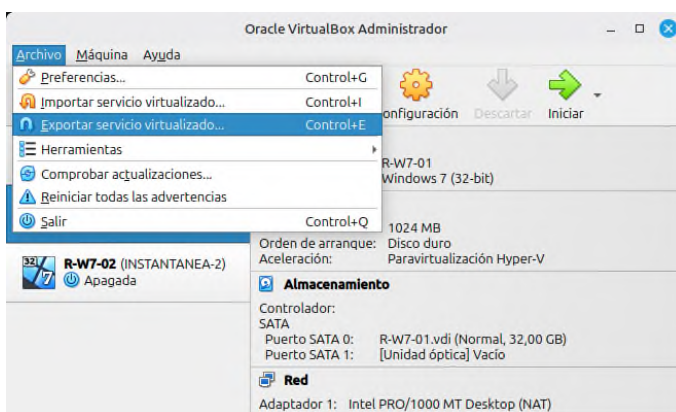 Oracle VirtualBox Administrador
Archivo Máquina Ayuda
Preferencias... Control+G
Importar servicio virtualizado... Control+I
Exportar servicio virtualizado... Control+E
Herramientas
Comprobar actualizaciones...
Reiniciar todas las advertencias
Salir Control+Q
onfiguración Descartar Iniciar
R-W7-01
Windows 7 (32-bit)
1024 MB
Orden de arranque: Disco duro
Aceleración: Paravirtualización Hyper-V
32
7
R-W7-02 (INSTANTANEA-2)
Apagada
Almacenamiento
Controlador:
SATA
Puerto SATA 0: R-W7-01.vdi (Normal, 32,00 GB)
Puerto SATA 1: [Unidad óptica] Vacío
Red
Adaptador 1: Intel PRO/1000 MT Desktop (NAT)